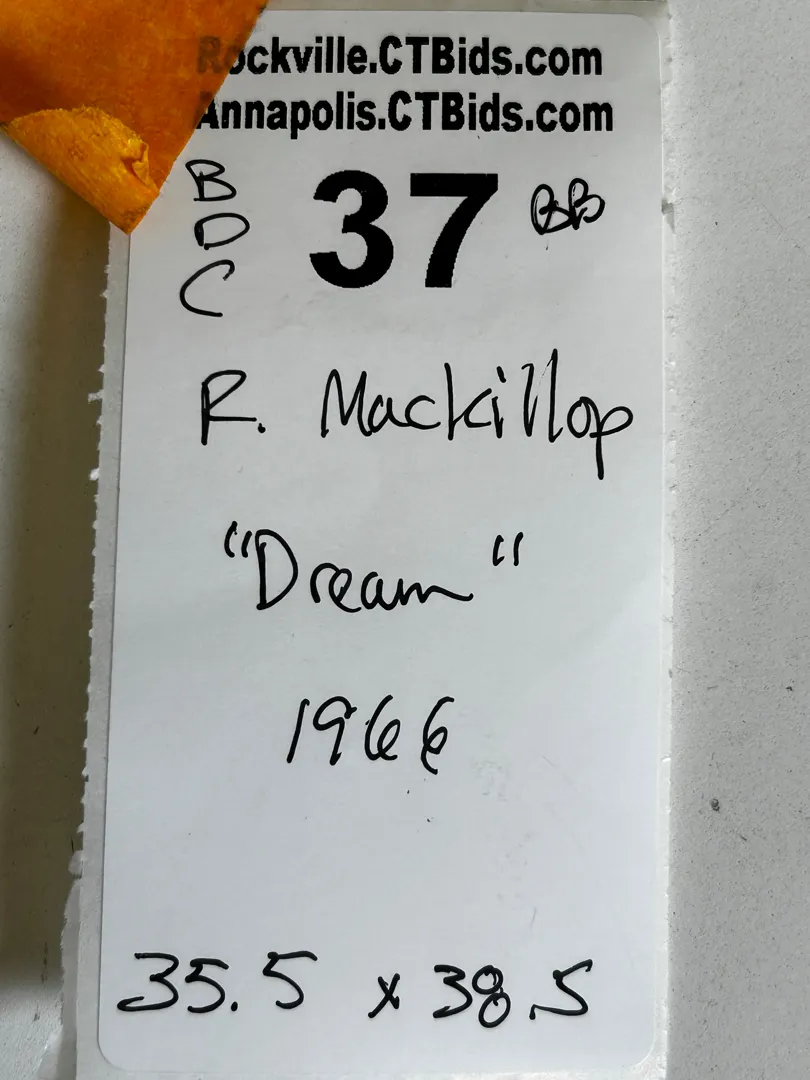 Rockville.CTBids.com
Annapolis.CTBids.com
B
D
C
37 BB
R. Mackillop
"Dream"
1966
35.5 x 38.5